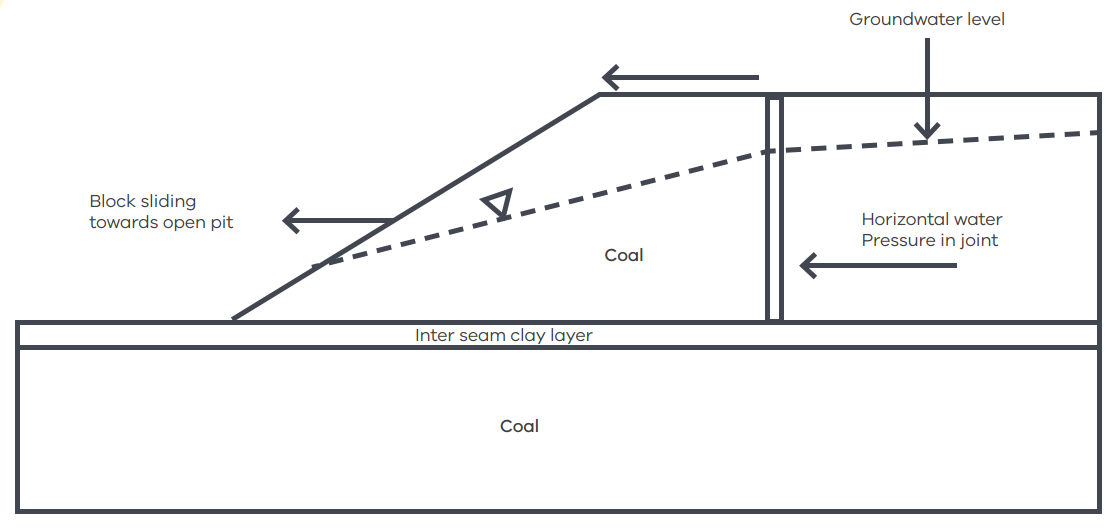 Groundwater level
Block sliding
towards open pit
Horizontal water
Pressure in joint
Coal
Inter seam clay layer
Coal